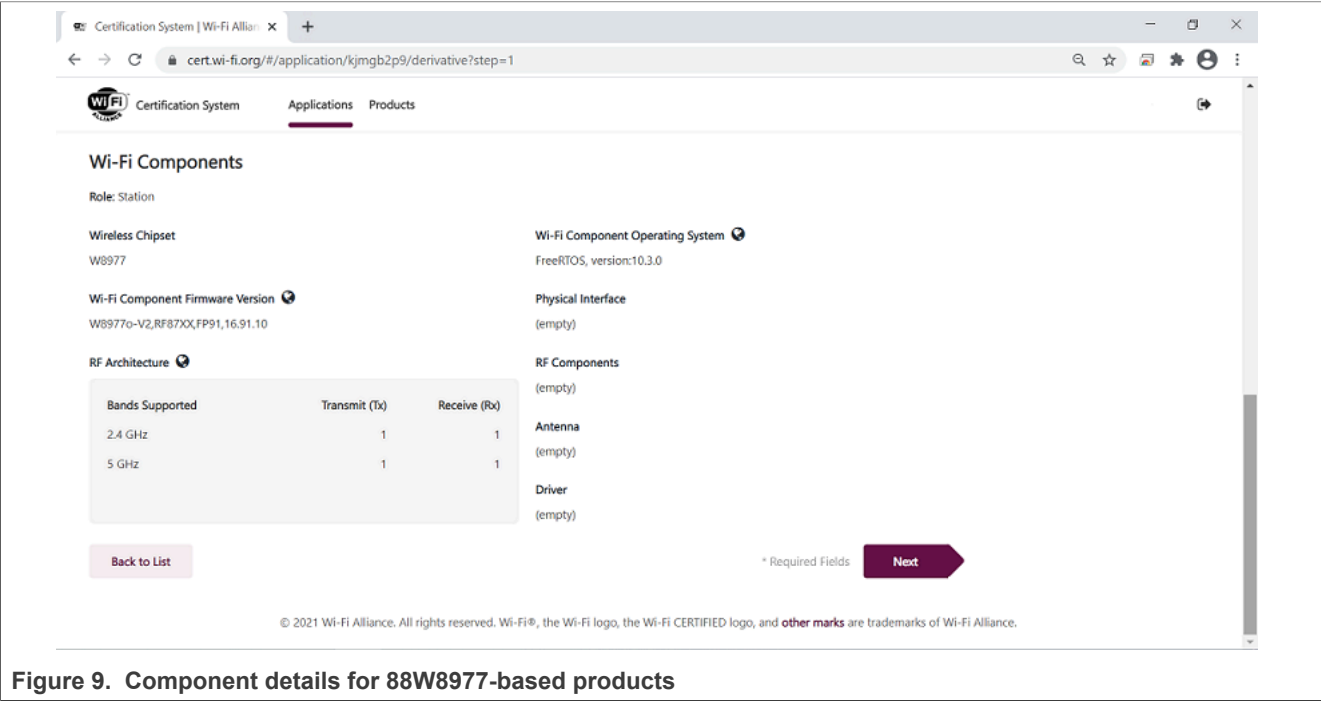 Certification System | Wi-Fi Allian
cert.wi-fi.org/#/application/kjmgb2p9/derivative?step=1
Wi Fi ALLIANCE Certification System Applications Products
Wi-Fi Components
Role: Station
Wireless Chipset
W8977
Wi-Fi Component Operating System
FreeRTOS, version:10.3.0
Wi-Fi Component Firmware Version
W8977o-V2,RF87XX,FP91,16.91.10
Physical Interface
(empty)
RF Architecture
Bands Supported Transmit (Tx) Receive (Rx)
2.4 GHz 1 1
5 GHz 1 1
RF Components
(empty)
Antenna
(empty)
Driver
(empty)
Back to List
* Required Fields
Next
© 2021 Wi-Fi Alliance. All rights reserved. Wi-Fi®, the Wi-Fi logo, the Wi-Fi CERTIFIED logo, and other marks are trademarks of Wi-Fi Alliance.
Figure 9. Component details for 88W8977-based products